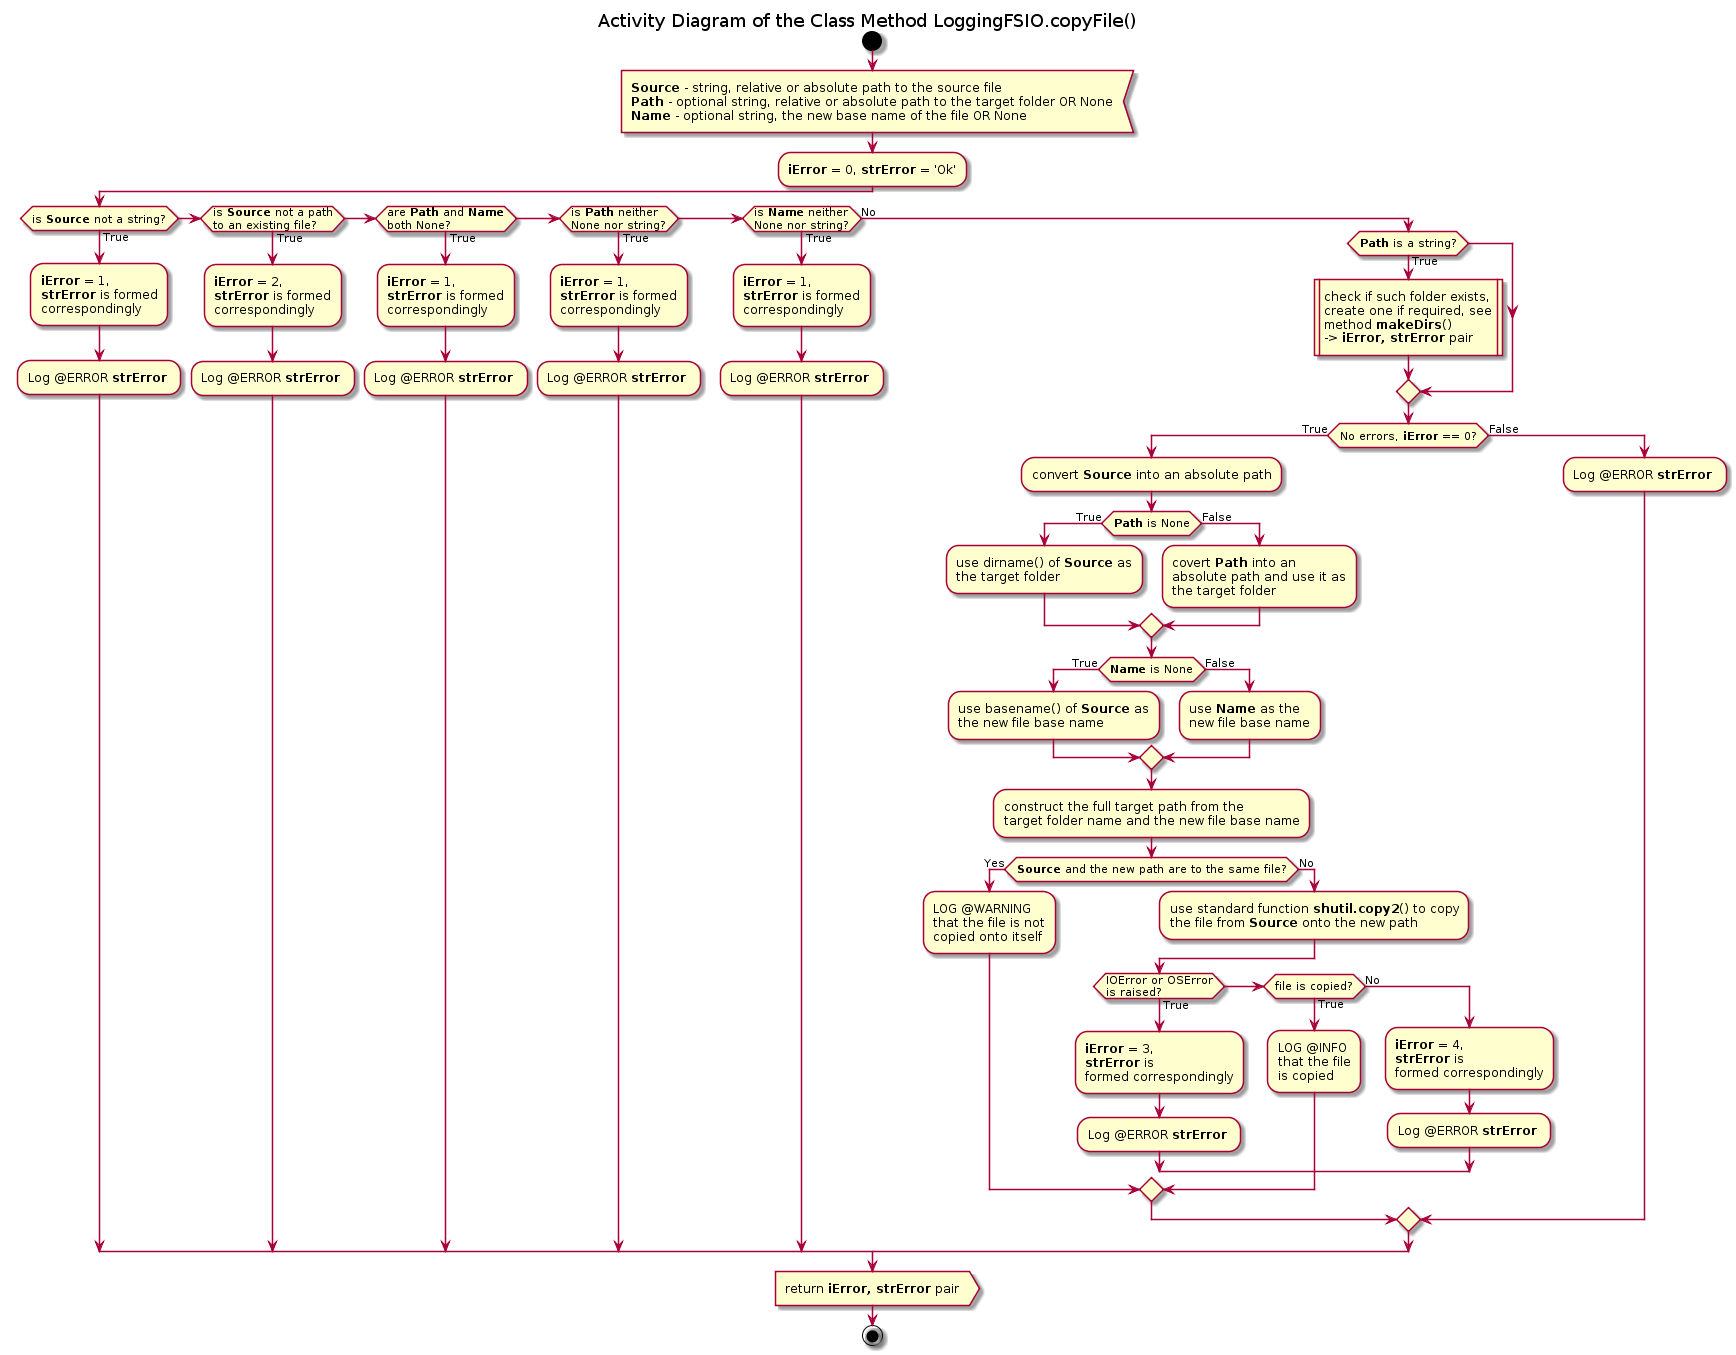 Activity Diagram of the Class Method LoggingFSIO.copyFile()
Source - string, relative or absolute path to the source file
Path - optional string, relative or absolute path to the target folder OR None
Name - optional string, the new base name of the file OR None
iError = 0, strError = 'Ok'
is Source not a string?
True
iError = 1,
strError is formed
correspondingly
Log @ERROR strError
is Source not a path
to an existing file?
True
iError = 2,
strError is formed
correspondingly
Log @ERROR strError
are Path and Name
both None?
True
iError = 1,
strError is formed
correspondingly
Log @ERROR strError
is Path neither
None nor string?
True
iError = 1,
strError is formed
correspondingly
Log @ERROR strError
is Name neither
None nor string?
No
True
iError = 1,
strError is formed
correspondingly
Log @ERROR strError
Path is a string?
True
check if such folder exists,
create one if required, see
method makeDirs()
-> iError, strError pair
True
No errors, iError == 0?
False
convert Source into an absolute path
Log @ERROR strError
True
Path is None
False
use dirname() of Source as
the target folder
covert Path into an
absolute path and use it as
the target folder
True
Name is None
False
use basename() of Source as
the new file base name
use Name as the
new file base name
construct the full target path from the
target folder name and the new file base name
Yes
Source and the new path are to the same file?
No
LOG @WARNING
that the file is not
copied onto itself
use standard function shutil.copy2() to copy
the file from Source onto the new path
IOError or OSError
is raised?
True
iError = 3,
strError is
formed correspondingly
Log @ERROR strError
file is copied?
No
True
LOG @INFO
that the file
is copied
iError = 4,
strError is
formed correspondingly
Log @ERROR strError
return iError, strError pair